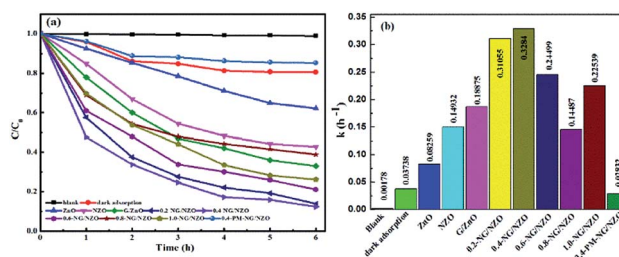 (a)
C/C0
1.0
0.8
0.6
0.4
0.2
0.0
0 1 2 3 4 5 6
Time (h)
blank dark adsorption
ZnO NZO G/ZnO 0.2 NG/NZO 0.4 NG/NZO
0.6-NG/NZO 0.8-NG/NZO 1.0-NG/NZO 0.4-PM-NG/NZO
(b)
k (h⁻¹)
0.35
0.30
0.25
0.20
0.15
0.10
0.05
0.00
0.00178
0.03738
0.08259
0.14932
0.18875
0.31055
0.3284
0.24499
0.14487
0.22539
Blank
dark adsorption
ZnO
NZO
G/ZnO
0.2-NG/NZO
0.4-NG/NZO
0.6-NG/NZO
0.8-NG/NZO
1.0-NG/NZO
0.4-PM-NG/NZO